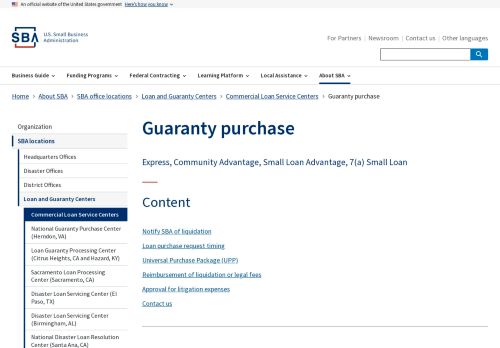 An official website of the United States government Here's how you know
SBA U.S. Small Business
Administration
For Partners Newsroom Contact us Other languages
Business Guide Funding Programs Federal Contracting Learning Platform Local Assistance About SBA
Home About SBA SBA office locations Loan and Guaranty Centers Commercial Loan Service Centers Guaranty purchase
Organization
SBA locations
Headquarters Offices
Disaster Offices
District Offices
Loan and Guaranty Centers
Commercial Loan Service Centers
National Guaranty Purchase Center
(Herndon, VA)
Loan Guaranty Processing Center
(Citrus Heights, CA and Hazard, KY)
Sacramento Loan Processing
Center (Sacramento, CA)
Disaster Loan Servicing Center (El
Paso, TX)
Disaster Loan Servicing Center
(Birmingham, AL)
National Disaster Loan Resolution
Center (Santa Ana, CA)
Guaranty purchase
Express, Community Advantage, Small Loan Advantage, 7(a) Small Loan
Content
Notify SBA of liquidation
Loan purchase request timing
Universal Purchase Package (UPP)
Reimbursement of liquidation or legal fees
Approval for litigation expenses
Contact us